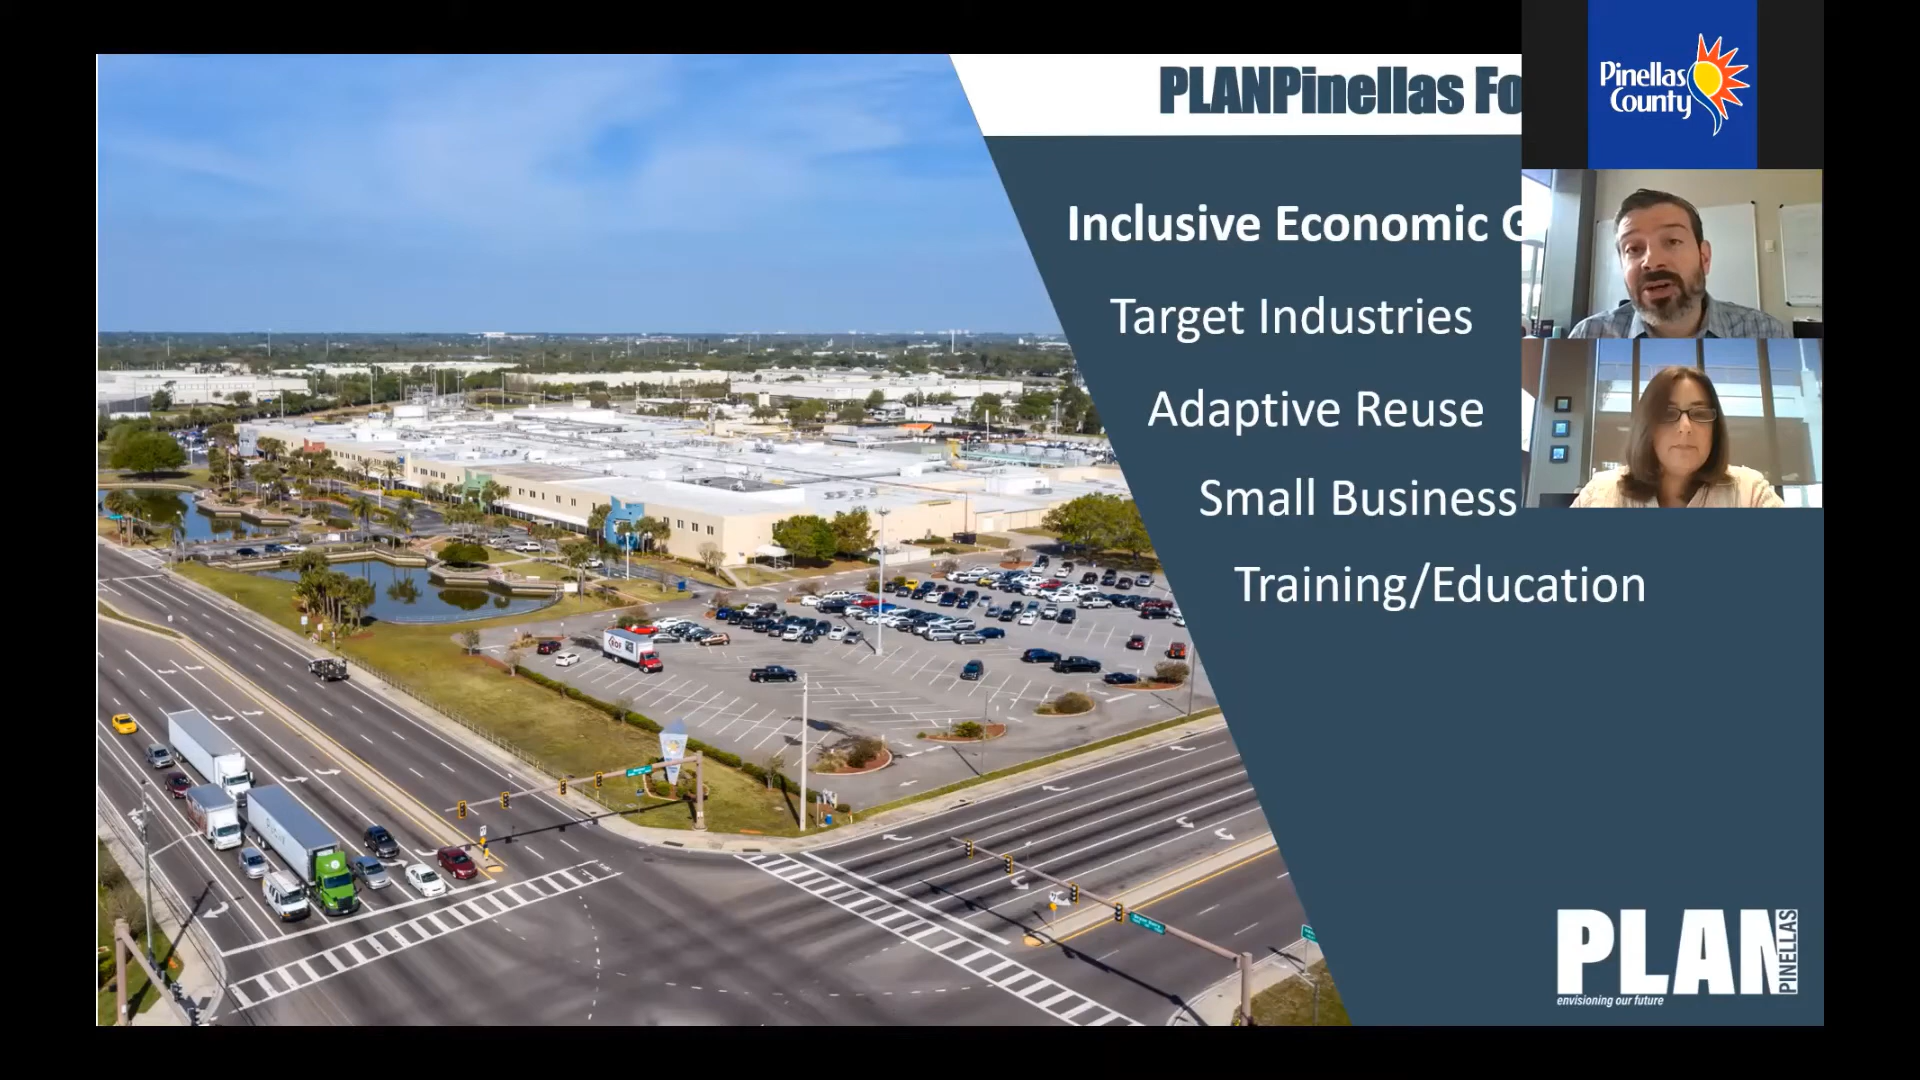 PLANPinellas Fo
Pinellas
County
Inclusive Economic G
Target Industries
Adaptive Reuse
Small Business
Training/Education
PLAN
PINELLAS
envisioning our future